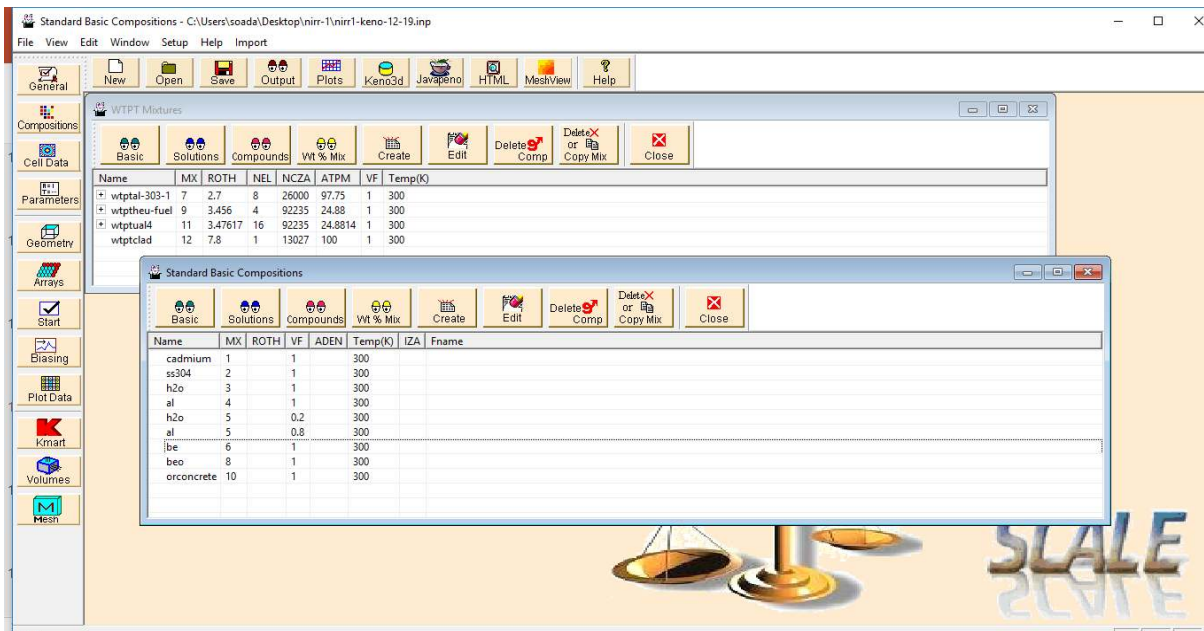 Standard Basic Compositions - C:\Users\soada\Desktop\nirr-1\nirr1-keno-12-19.inp
File View Edit Window Setup Help Import
New Open Save Output Plots Keno3d Javapeno HTML MeshView Help
General
Compositions
Cell Data
Parameters
Geometry
Arrays
Start
Biasing
Plot Data
Kmart
Volumes
Mesh
WTPT Mixtures
Basic Solutions Compounds Wt % Mix Create Edit Delete Comp Delete or Copy Mix Close
Name MX ROTH NEL NCZA ATPM VF Temp(K)
wtptal-303-1 7 2.7 8 26000 97.75 1 300
wtptheu-fuel 9 3.456 4 92235 24.88 1 300
wtptual4 11 3.47617 16 92235 24.8814 1 300
wtptclad 12 7.8 1 13027 100 1 300
Standard Basic Compositions
Basic Solutions Compounds Wt % Mix Create Edit Delete Comp Delete or Copy Mix Close
Name MX ROTH VF ADEN Temp(K) IZA Fname
cadmium 1 1 300
ss304 2 1 300
h2o 3 1 300
al 4 1 300
h2o 5 0.2 300
al 5 0.8 300
be 6 1 300
beo 8 1 300
orconcrete 10 1 300
SCALE